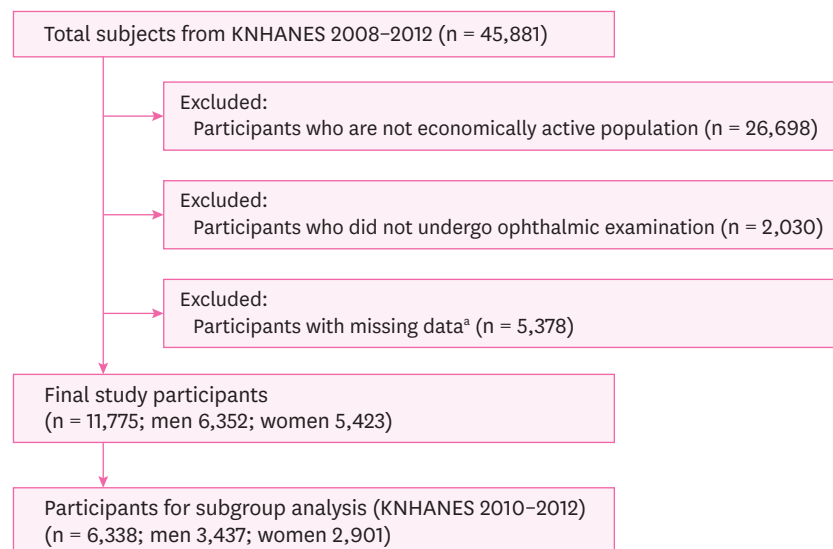 Total subjects from KNHANES 2008–2012 (n = 45,881)
Excluded:
Participants who are not economically active population (n = 26,698)
Excluded:
Participants who did not undergo ophthalmic examination (n = 2,030)
Excluded:
Participants with missing dataᵃ (n = 5,378)
Final study participants
(n = 11,775; men 6,352; women 5,423)
Participants for subgroup analysis (KNHANES 2010–2012)
(n = 6,338; men 3,437; women 2,901)